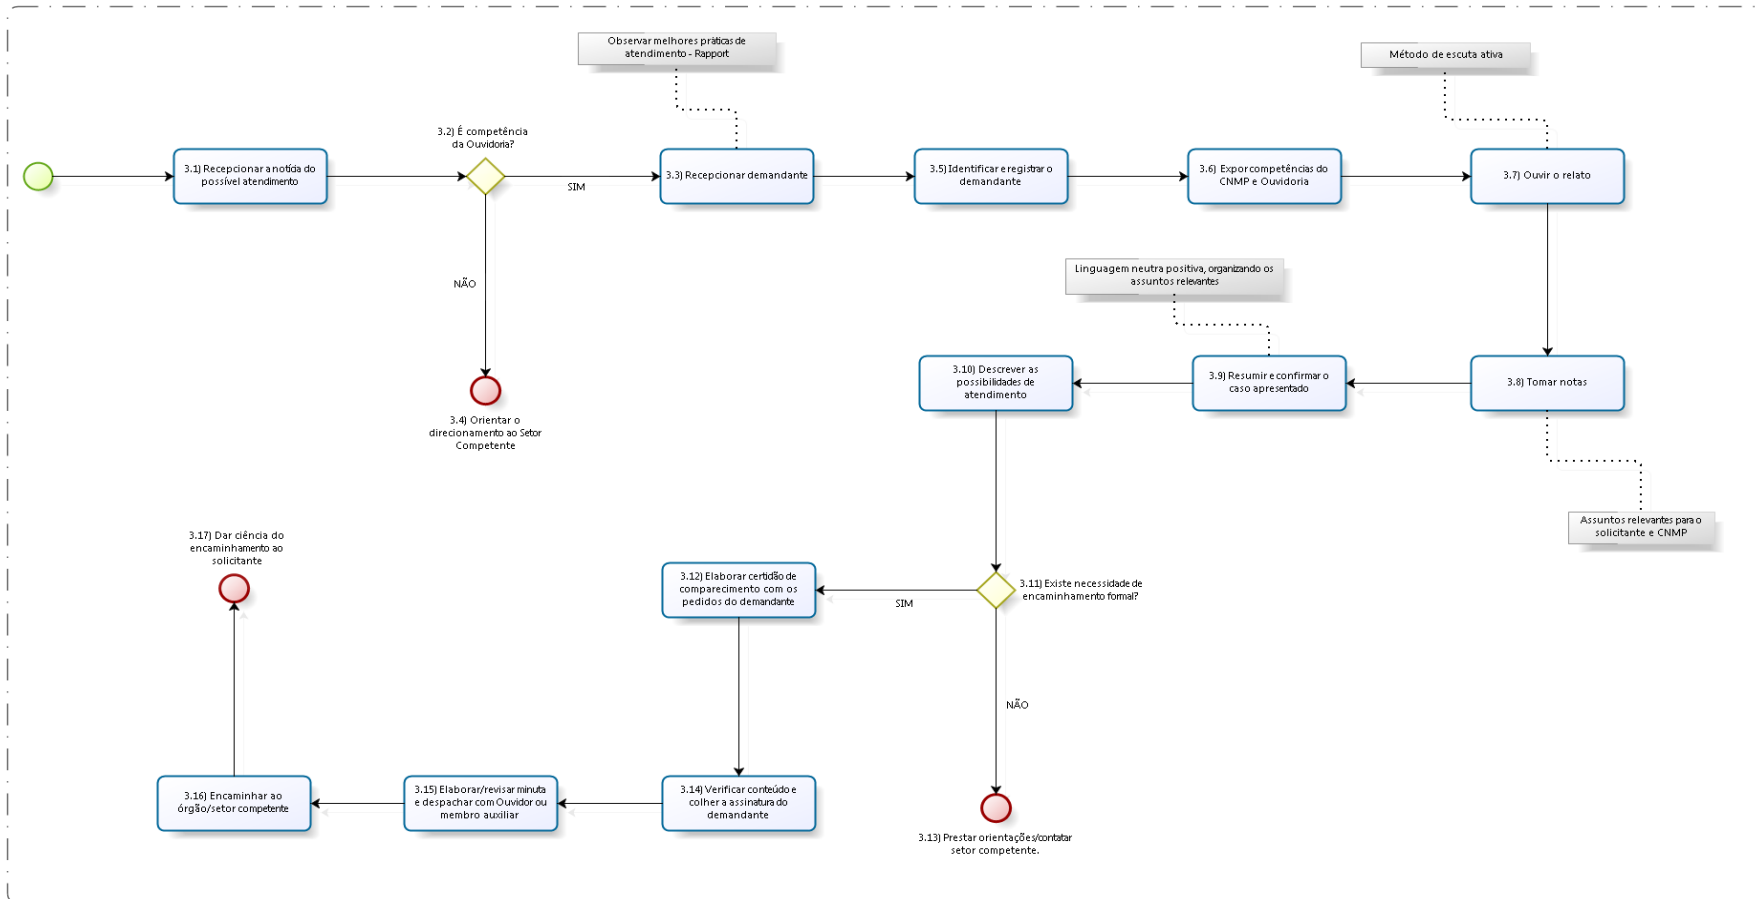 Observar melhores práticas de
atendimento - Rapport
Método de escuta ativa
3.2) É competência
da Ouvidoria?
3.1) Recepcionar a notícia do
possível atendimento
SIM
3.3) Recepcionar demandante
3.5) Identificar e registrar o
demandante
3.6) Expor competências do
CNMP e Ouvidoria
3.7) Ouvir o relato
NÃO
Linguagem neutra positiva, organizando os
assuntos relevantes
3.4) Orientar o
direcionamento ao Setor
Competente
3.10) Descrever as
possibilidades de
atendimento
3.9) Resumir e confirmar o
caso apresentado
3.8) Tomar notas
Assuntos relevantes para o
solicitante e CNMP
3.17) Dar ciência do
encaminhamento ao
solicitante
3.12) Elaborar certidão de
comparecimento com os
pedidos do demandante
SIM
3.11) Existe necessidade de
encaminhamento formal?
NÃO
3.16) Encaminhar ao
órgão/setor competente
3.15) Elaborar/revisar minuta
e despachar com Ouvidor ou
membro auxiliar
3.14) Verificar conteúdo e
colher a assinatura do
demandante
3.13) Prestar orientações/contatar
setor competente.